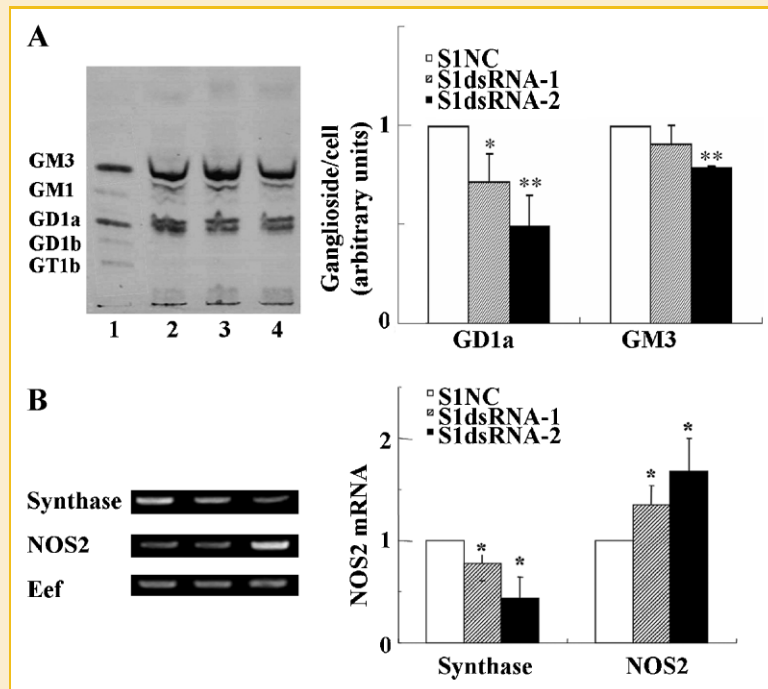 A
GM3
GM1
GD1a
GD1b
GT1b
1 2 3 4
Ganglioside/cell
(arbitrary units)
1
0
S1NC
S1dsRNA-1
S1dsRNA-2
*
**
**
GD1a GM3
B
Synthase
NOS2
Eef
NOS2 mRNA
2
1
0
S1NC
S1dsRNA-1
S1dsRNA-2
*
*
*
*
Synthase NOS2